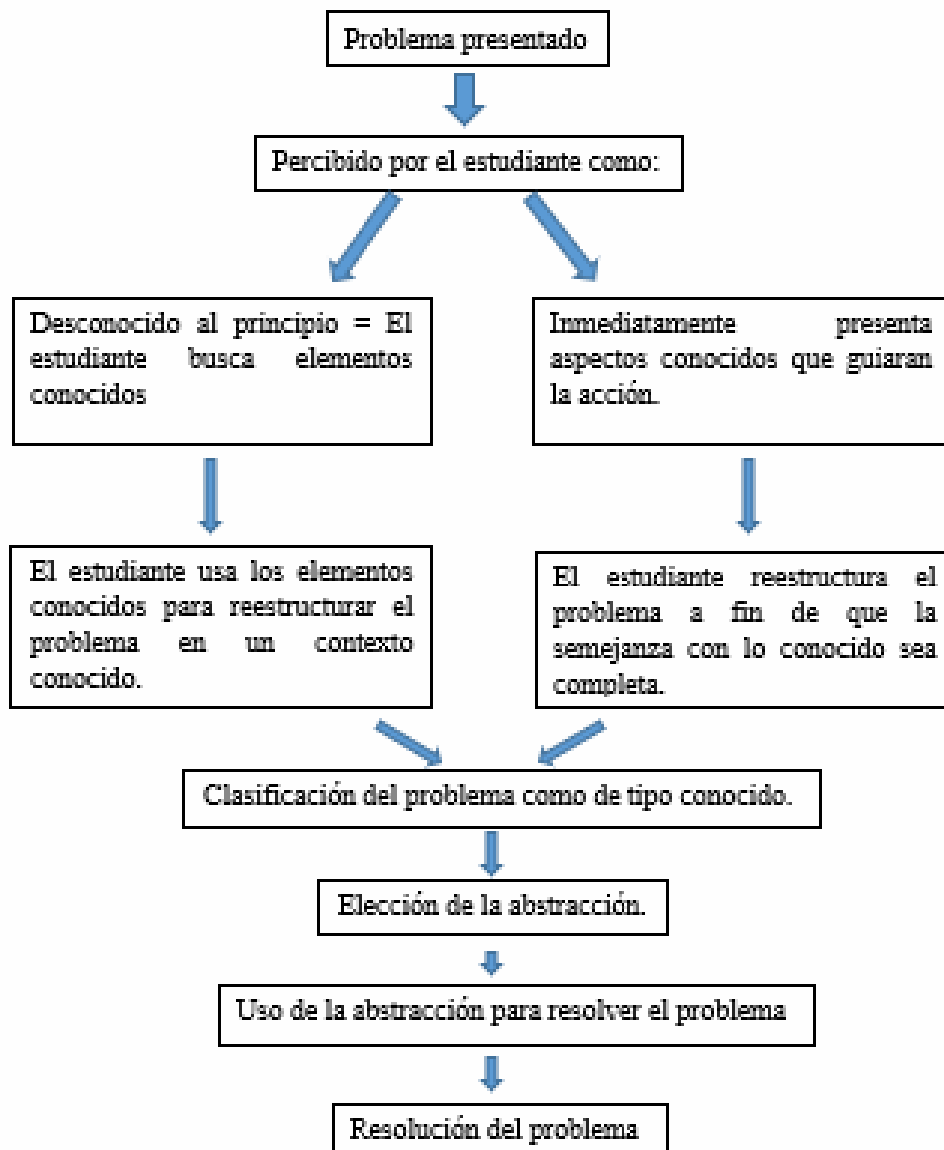 Problema presentado
Percibido por el estudiante como:
Desconocido al principio = El
estudiante busca elementos
conocidos
Inmediatamente presenta
aspectos conocidos que guiaran
la acción.
El estudiante usa los elementos
conocidos para reestructurar el
problema en un contexto
conocido.
El estudiante reestructura el
problema a fin de que la
semejanza con lo conocido sea
completa.
Clasificación del problema como de tipo conocido.
Elección de la abstracción.
Uso de la abstracción para resolver el problema
Resolución del problema